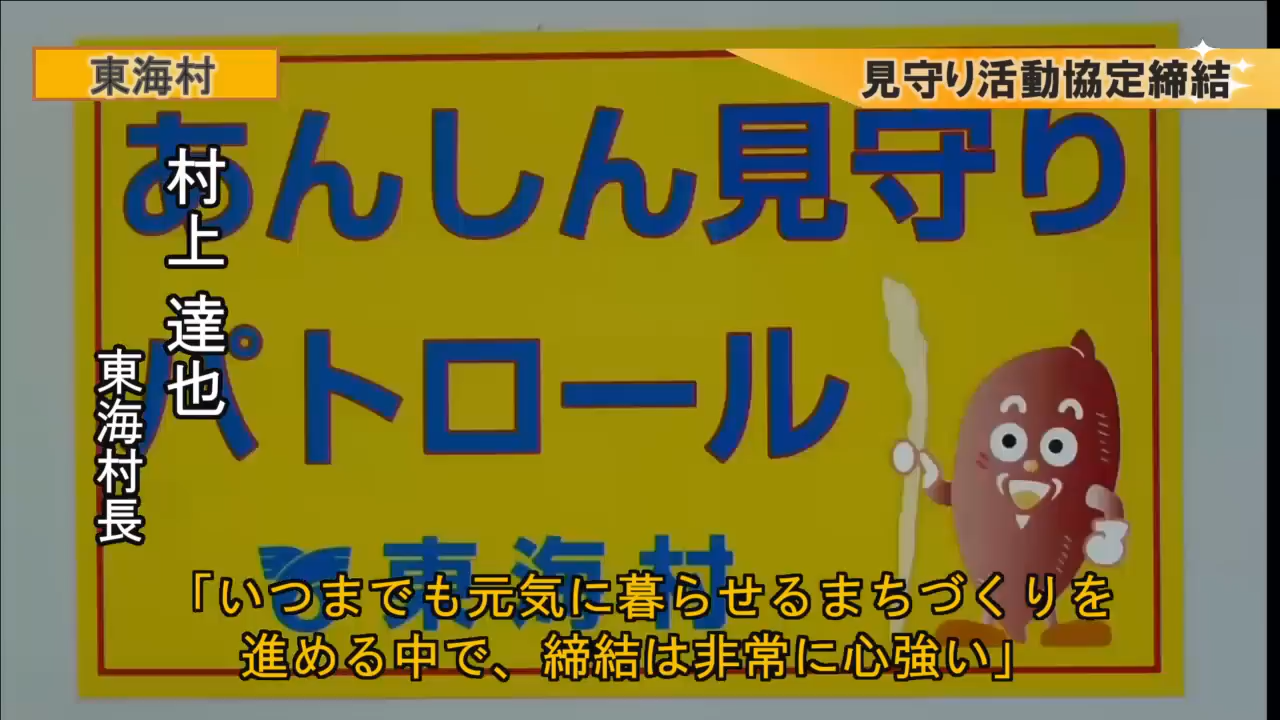 東海村
見守り活動協定締結
あんしん見守り
パトロール
東海村
村上 達也
東海村長
「いつまでも元気に暮らせるまちづくりを
進める中で、締結は非常に心強い」